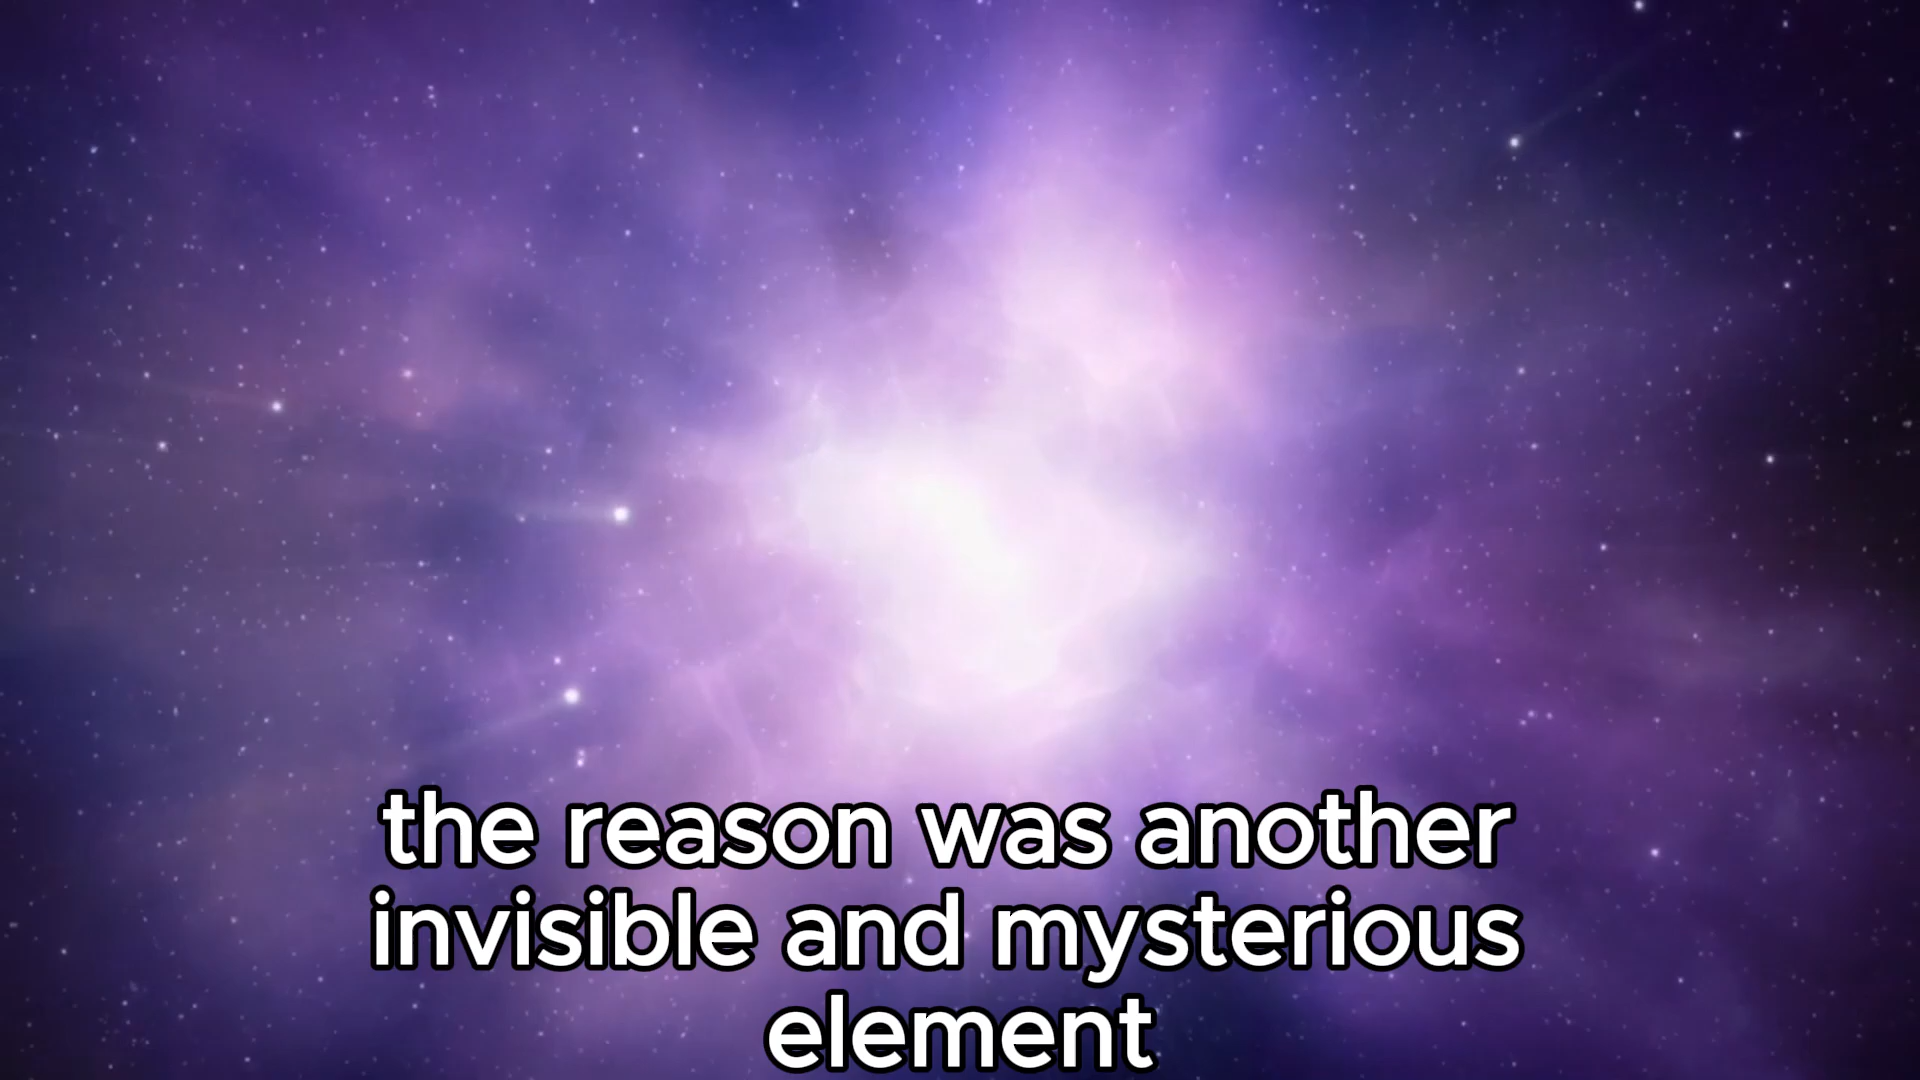 the reason was another
invisible and mysterious
element